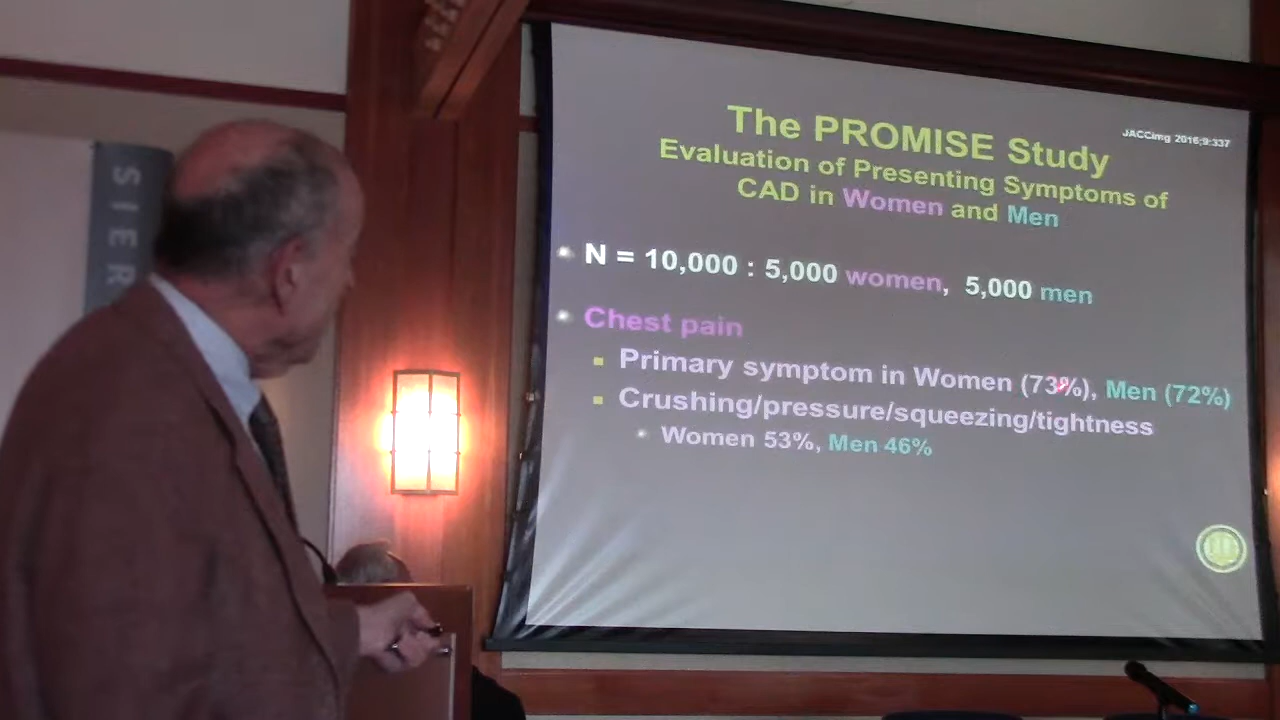 SIER
JACCimg 2016;9:337
The PROMISE Study
Evaluation of Presenting Symptoms of
CAD in Women and Men
N = 10,000 : 5,000 women, 5,000 men
Chest pain
Primary symptom in Women (73%), Men (72%)
Crushing/pressure/squeezing/tightness
Women 53%, Men 46%